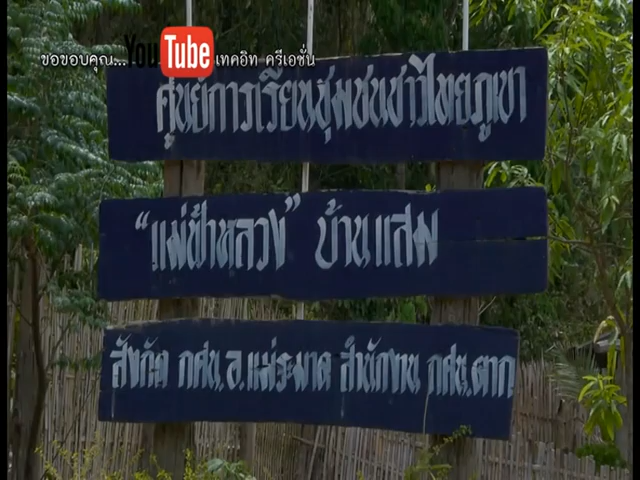 ขอขอบคุณ... YouTube เทคอิท ครีเอชั่น
ศูนย์การเรียนชุมชนชาวไทยภูเขา
"แม่ฟ้าหลวง" บ้านแสม
สังกัด กศน.อ.แม่ระมาด สำนักงาน กศน.ตาก